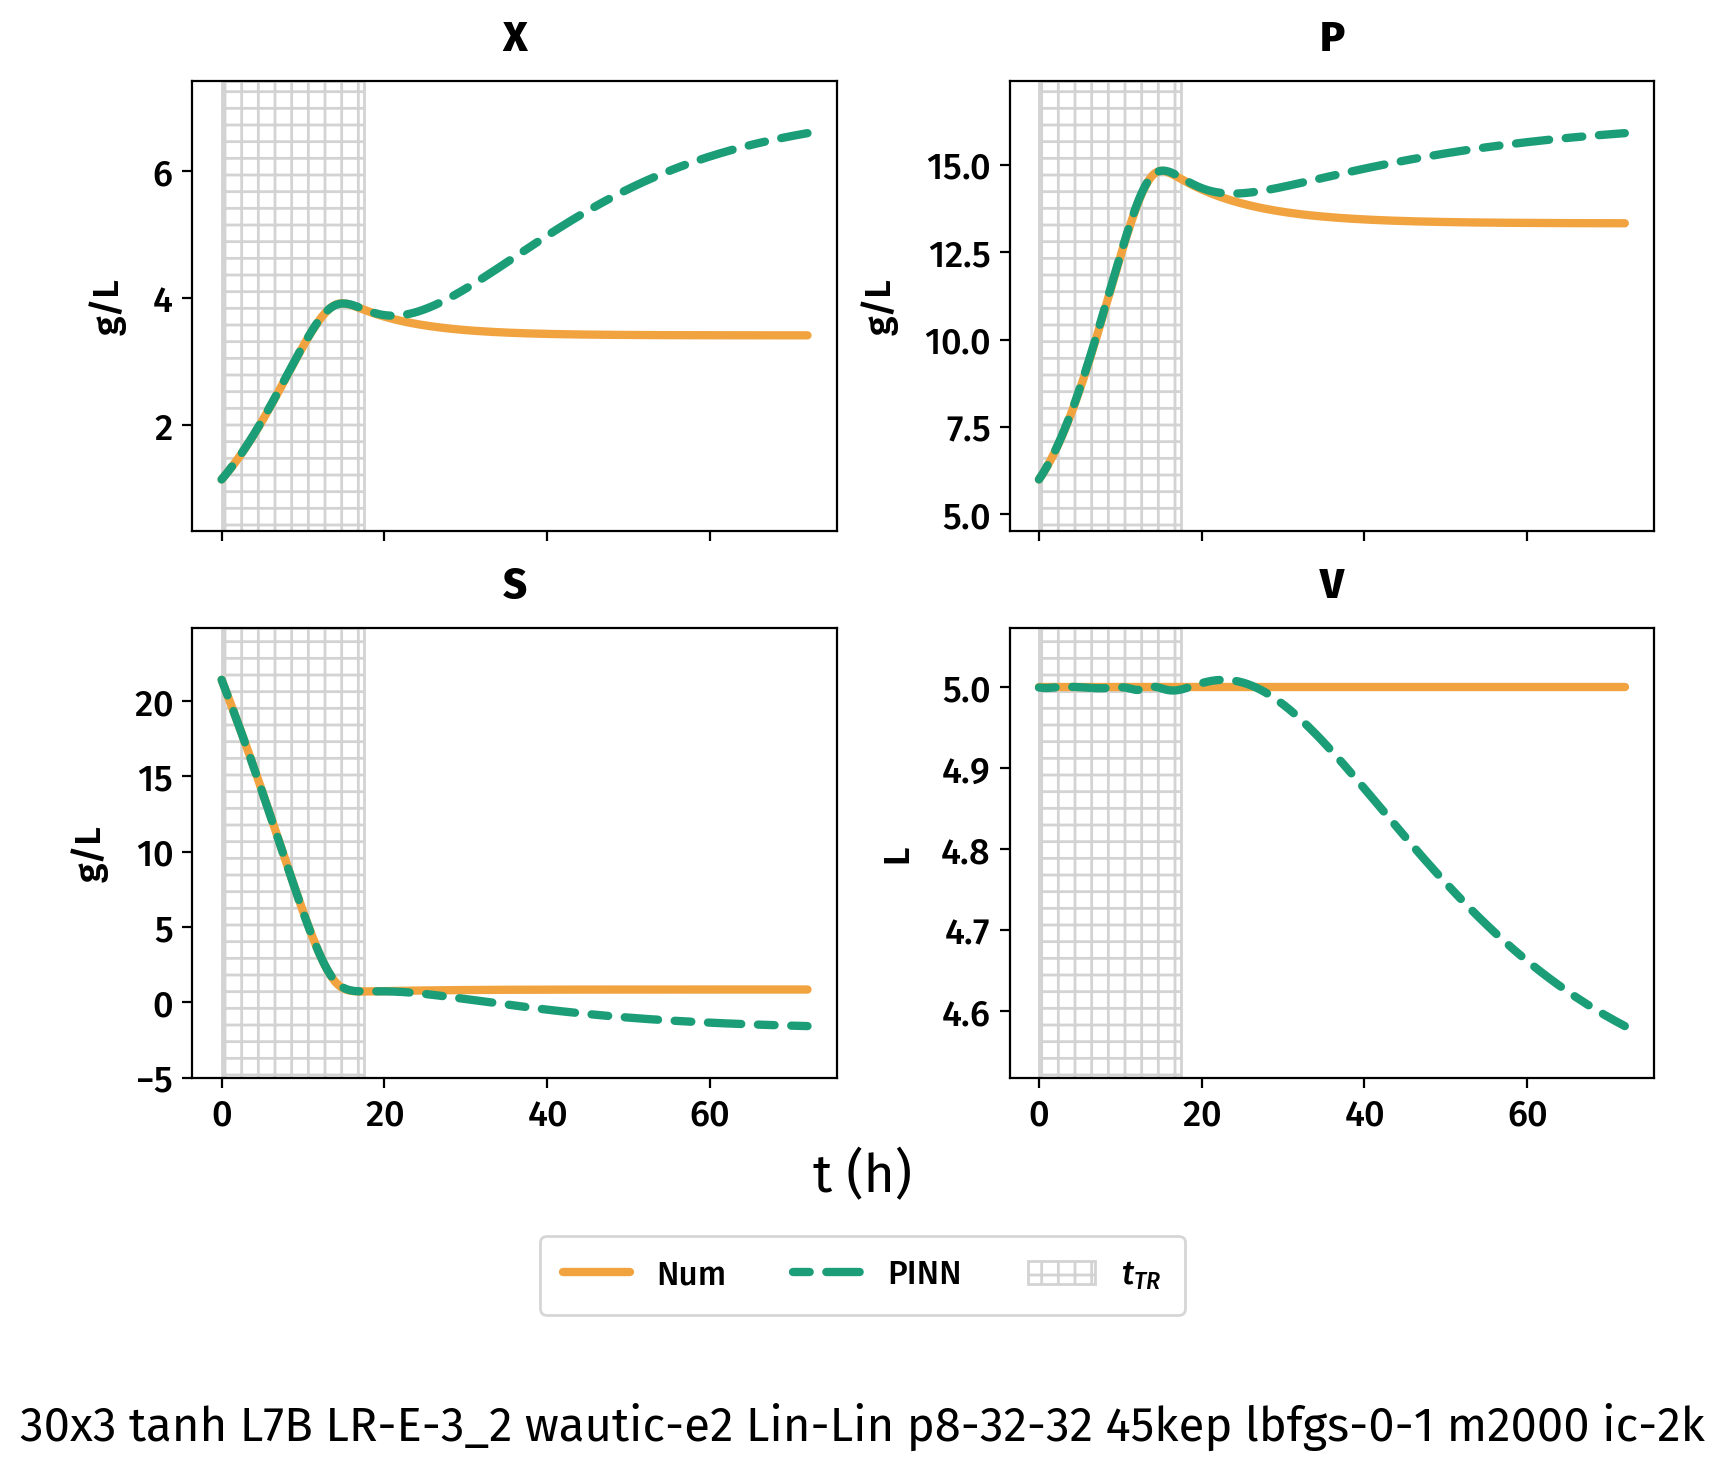 X
P
g/L
6
4
2
g/L
15.0
12.5
10.0
7.5
5.0
S
V
g/L
20
15
10
5
0
−5
0 20 40 60
L
5.0
4.9
4.8
4.7
4.6
0 20 40 60
t (h)
Num PINN tTR
30x3 tanh L7B LR-E-3_2 wautic-e2 Lin-Lin p8-32-32 45kep lbfgs-0-1 m2000 ic-2k